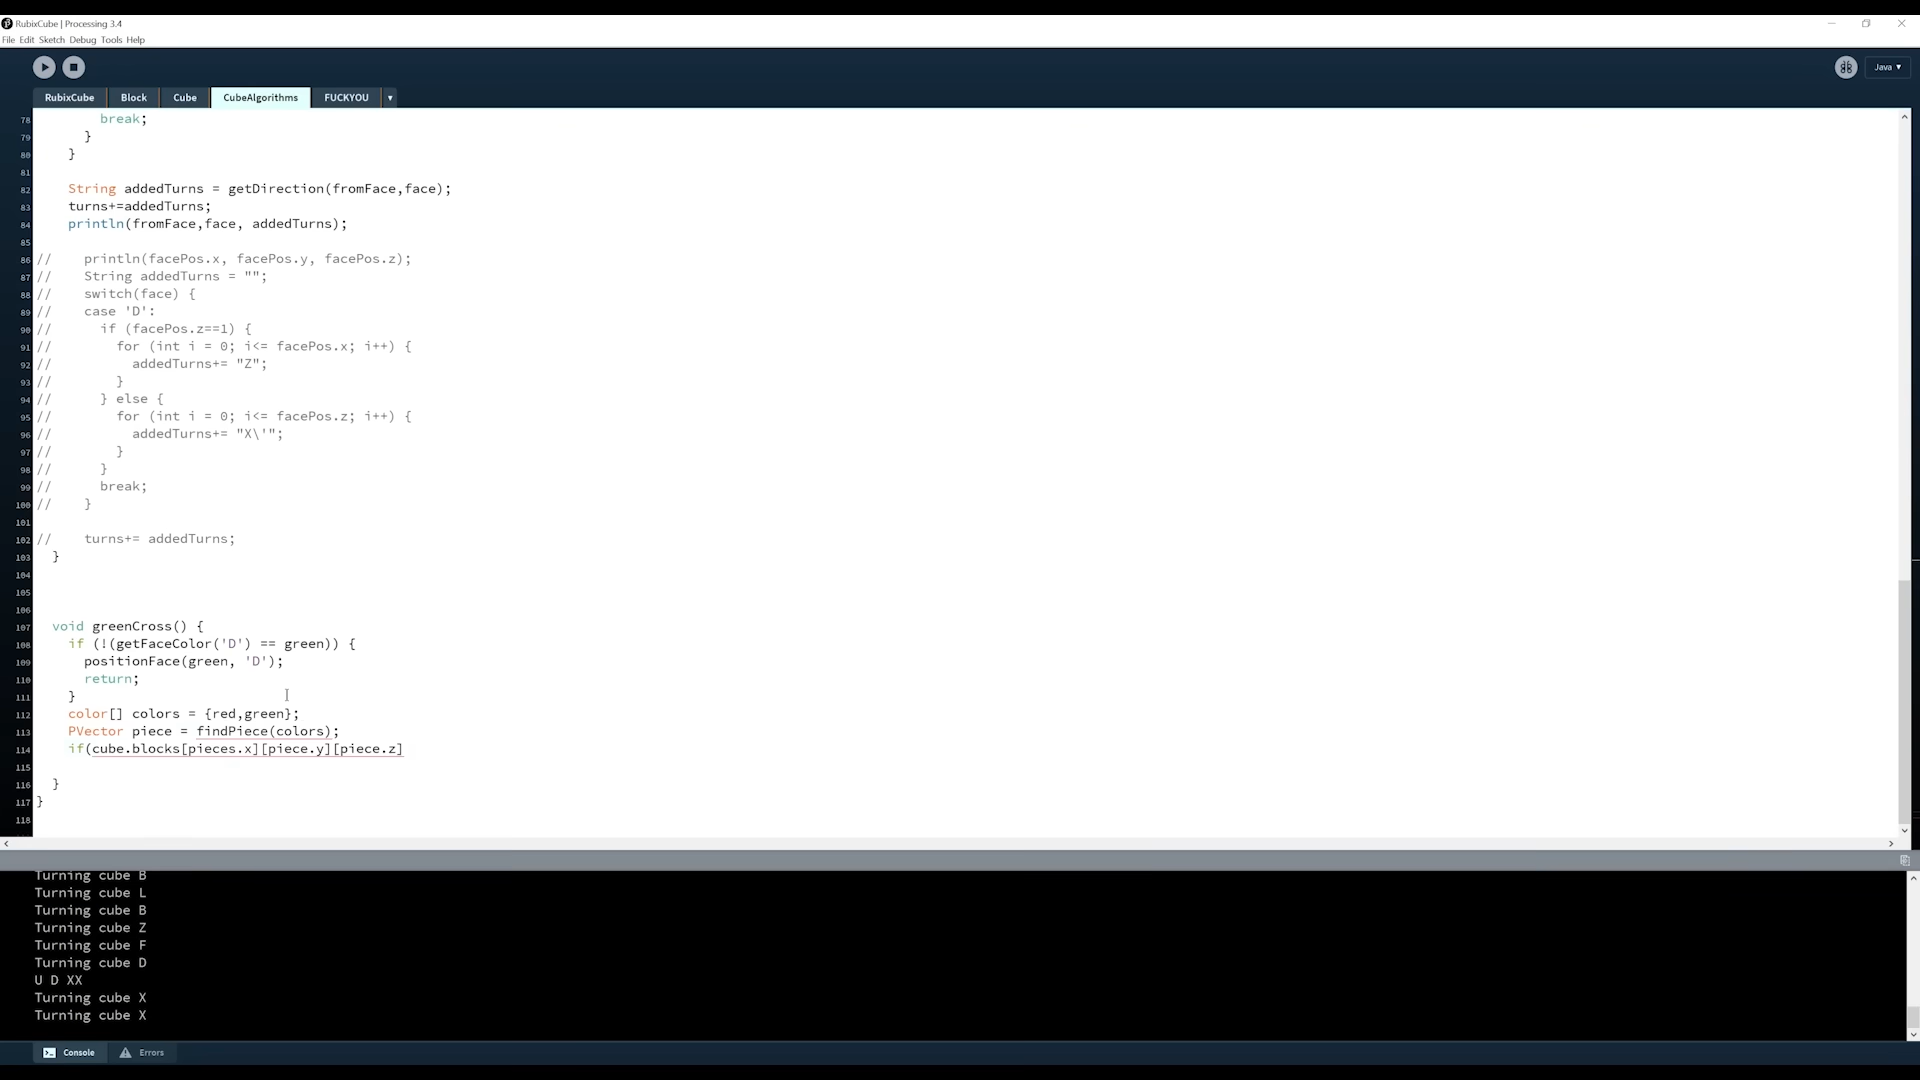 RubixCube | Processing 3.4
File Edit Sketch Debug Tools Help
Java ▾
RubixCube Block Cube CubeAlgorithms FUCKYOU ▾
78 break;
79 }
80 }
81
82 String addedTurns = getDirection(fromFace,face);
83 turns+=addedTurns;
84 println(fromFace,face, addedTurns);
85
86 // println(facePos.x, facePos.y, facePos.z);
87 // String addedTurns = "";
88 // switch(face) {
89 // case 'D':
90 // if (facePos.z==1) {
91 // for (int i = 0; i<= facePos.x; i++) {
92 // addedTurns+= "Z";
93 // }
94 // } else {
95 // for (int i = 0; i<= facePos.z; i++) {
96 // addedTurns+= "X\'";
97 // }
98 // }
99 // break;
100 // }
101
102 // turns+= addedTurns;
103 }
104
105
106
107 void greenCross() {
108 if (!(getFaceColor('D') == green)) {
109 positionFace(green, 'D');
110 return;
111 }
112 color[] colors = {red,green};
113 PVector piece = findPiece(colors);
114 if(cube.blocks[pieces.x][piece.y][piece.z]
115
116 }
117 }
118
Turning cube B
Turning cube L
Turning cube B
Turning cube Z
Turning cube F
Turning cube D
U D XX
Turning cube X
Turning cube X
Console Errors